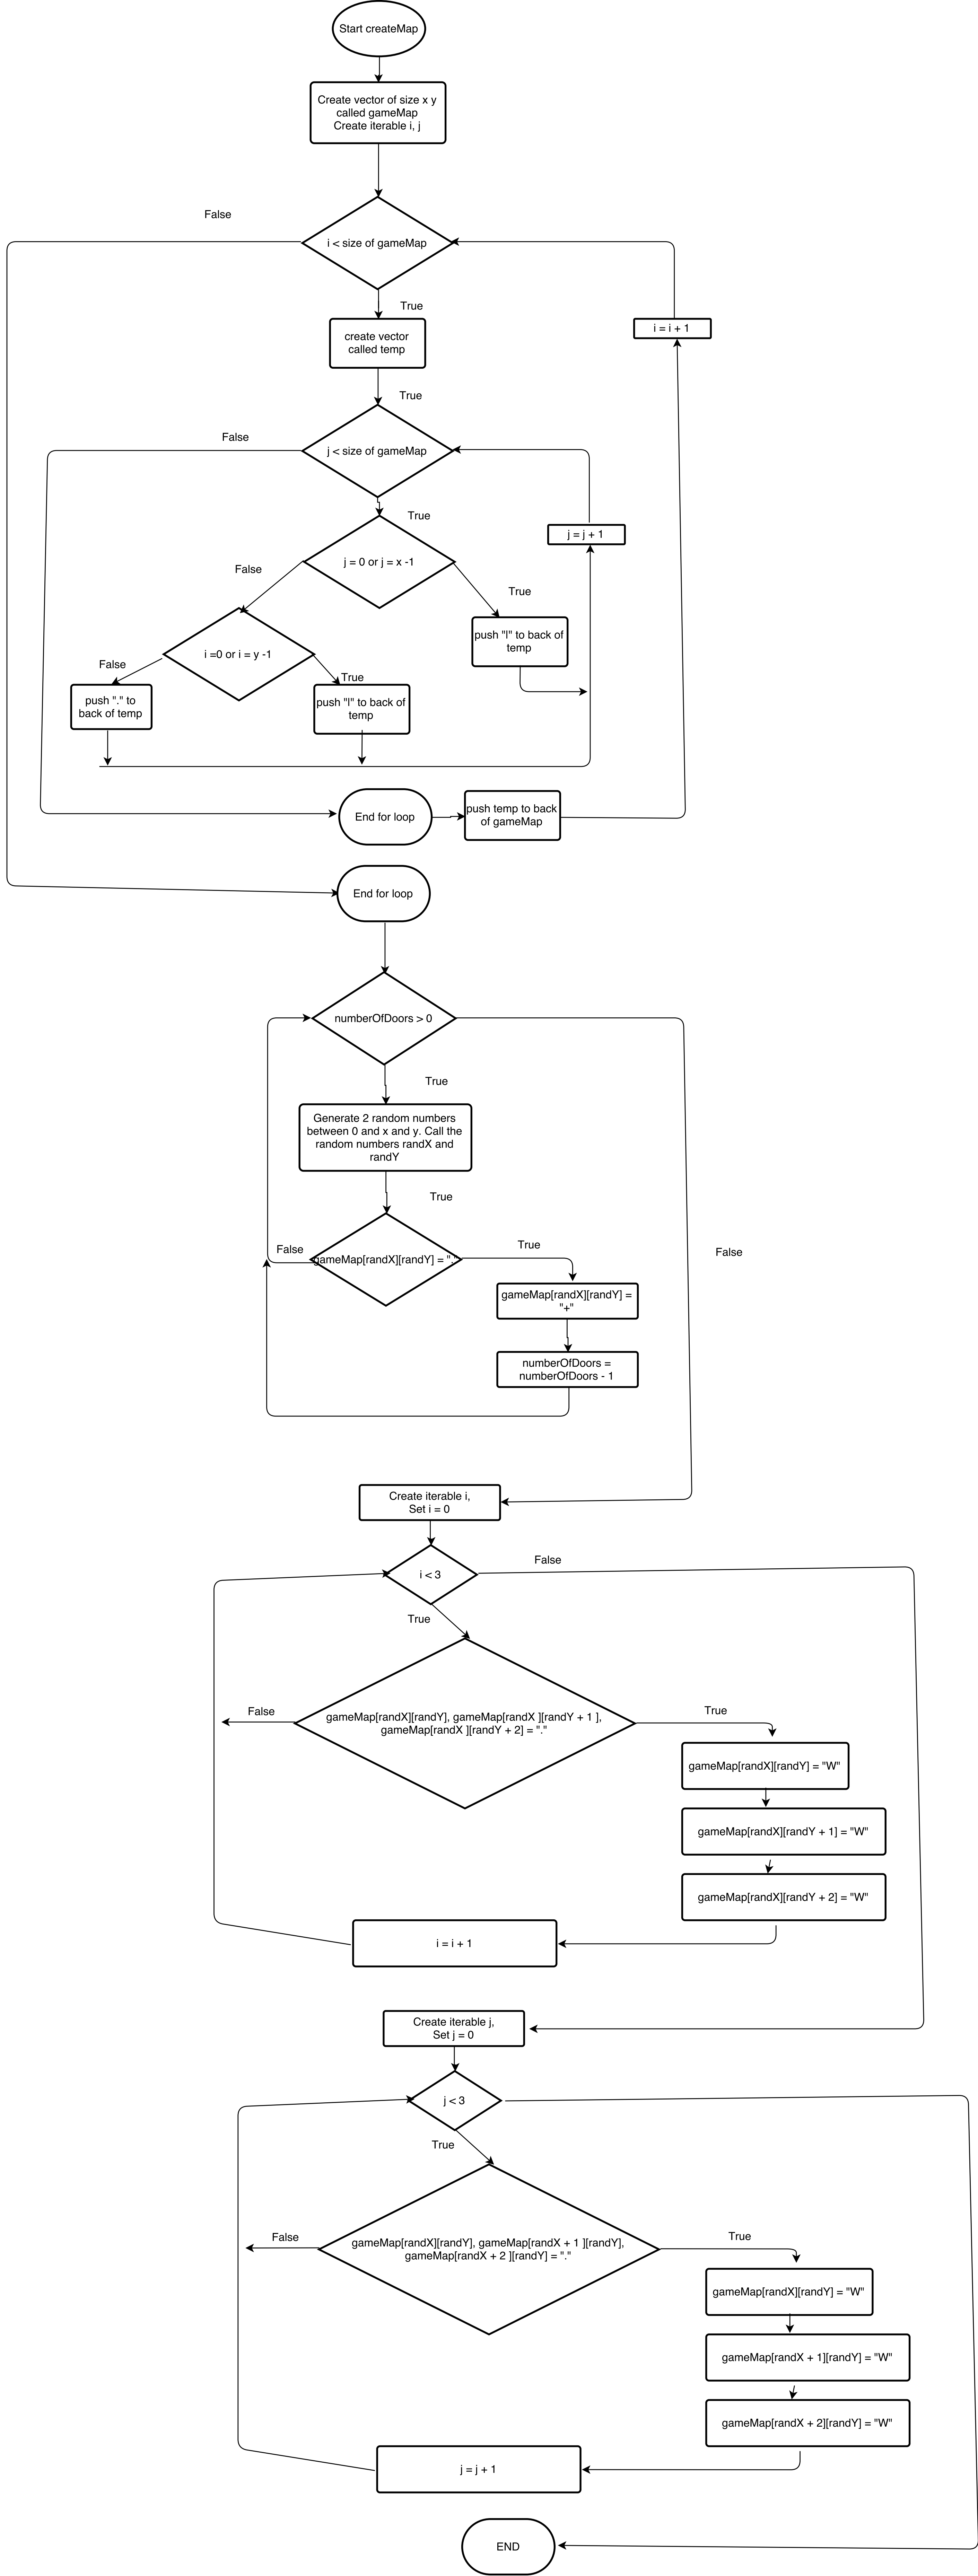 Start createMap
Create vector of size x y
called gameMap
Create iterable i, j
False
i < size of gameMap
True
i = i + 1
create vector
called temp
True
False
j < size of gameMap
True
j = j + 1
j = 0 or j = x -1
False
True
push "I" to back of
temp
i =0 or i = y -1
False
True
push "." to
back of temp
push "I" to back of
temp
End for loop
push temp to back
of gameMap
End for loop
numberOfDoors > 0
True
Generate 2 random numbers
between 0 and x and y. Call the
random numbers randX and
randY
True
False
gameMap[randX][randY] = "."
True
False
gameMap[randX][randY] =
"+"
numberOfDoors =
numberOfDoors - 1
Create iterable i,
Set i = 0
False
i < 3
True
False
gameMap[randX][randY], gameMap[randX ][randY + 1 ],
gameMap[randX ][randY + 2] = "."
True
gameMap[randX][randY] = "W"
gameMap[randX][randY + 1] = "W"
gameMap[randX][randY + 2] = "W"
i = i + 1
Create iterable j,
Set j = 0
j < 3
True
False
gameMap[randX][randY], gameMap[randX + 1 ][randY],
gameMap[randX + 2 ][randY] = "."
True
gameMap[randX][randY] = "W"
gameMap[randX + 1][randY] = "W"
gameMap[randX + 2][randY] = "W"
j = j + 1
END